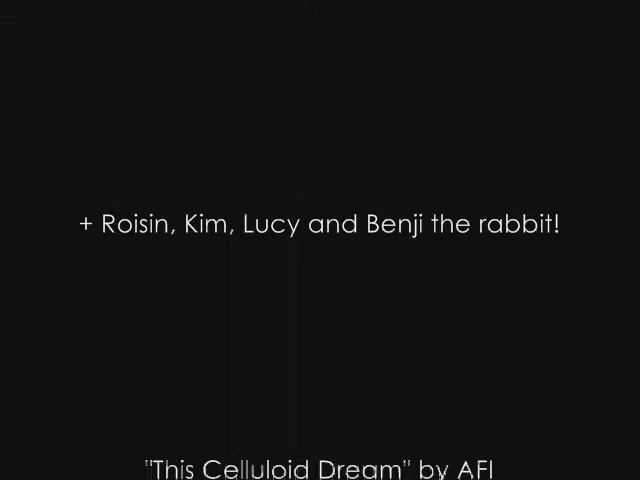 + Roisin, Kim, Lucy and Benji the rabbit!
"This Celluloid Dream" by AFI